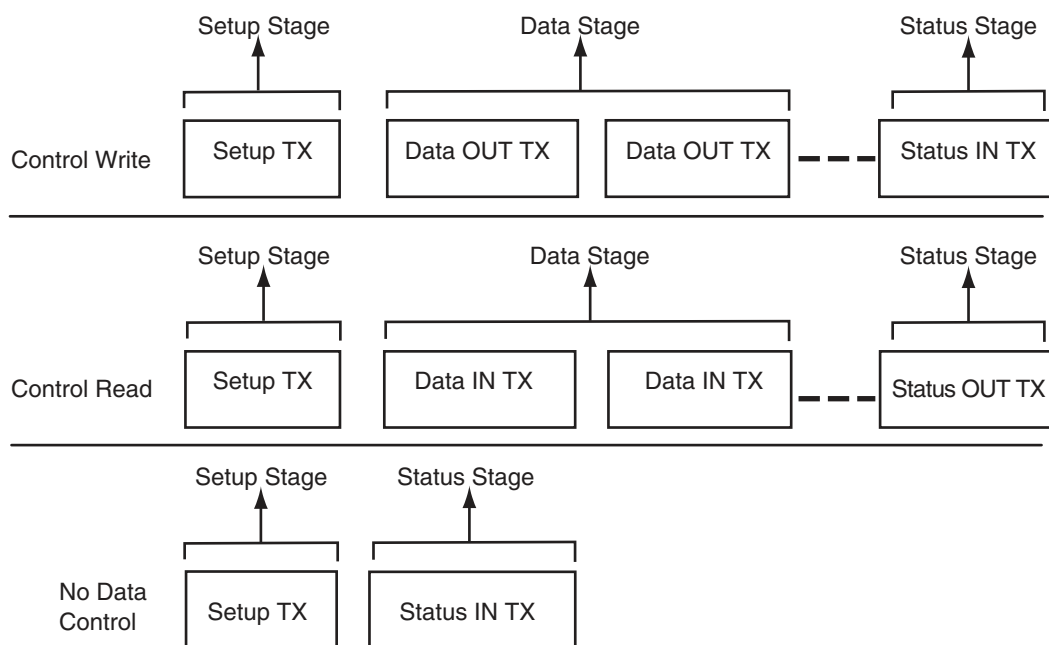 Setup Stage Data Stage Status Stage
Control Write Setup TX Data OUT TX Data OUT TX Status IN TX
Setup Stage Data Stage Status Stage
Control Read Setup TX Data IN TX Data IN TX Status OUT TX
Setup Stage Status Stage
No Data
Control
Setup TX Status IN TX